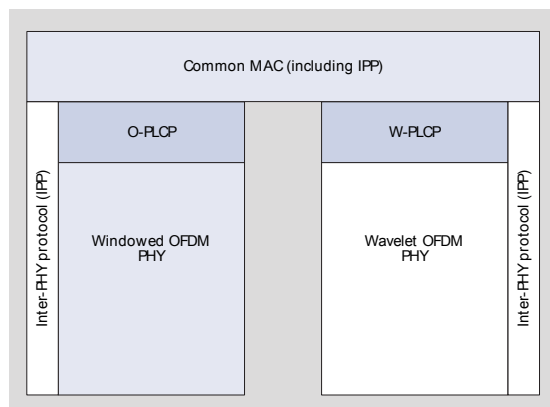 Common MAC (including IPP)
O-PLCP
W-PLCP
Inter-PHY protocol (IPP)
Windowed OFDM
PHY
Wavelet OFDM
PHY
Inter-PHY protocol (IPP)